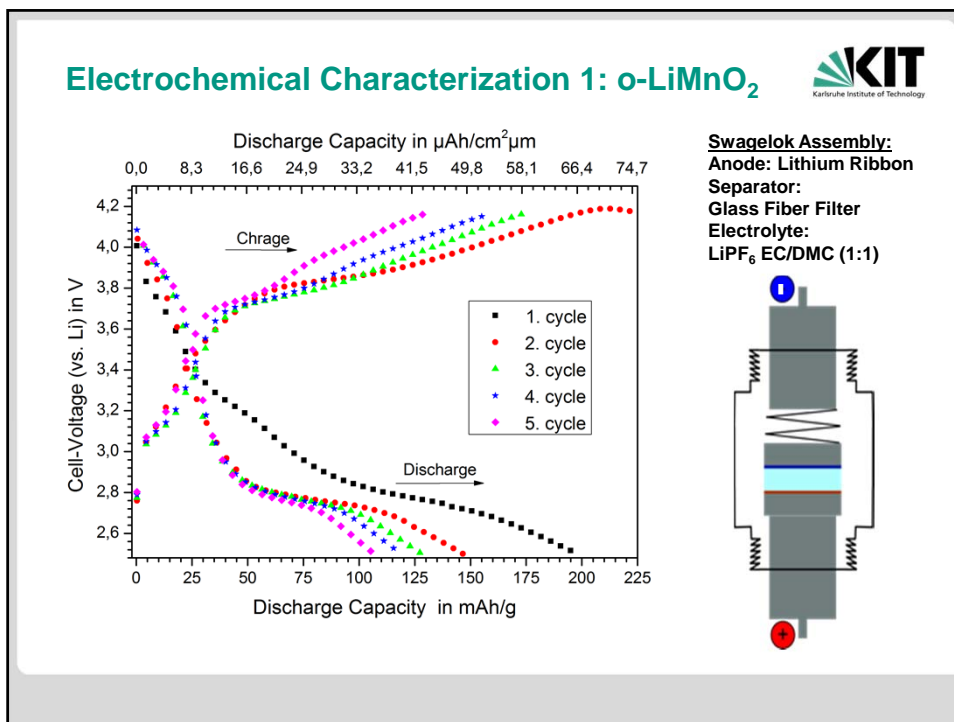 Electrochemical Characterization 1: o-LiMnO₂
KIT
Karlsruhe Institute of Technology
Discharge Capacity in µAh/cm²µm
0,0 8,3 16,6 24,9 33,2 41,5 49,8 58,1 66,4 74,7
4,2
4,0
3,8
3,6
3,4
3,2
3,0
2,8
2,6
Cell-Voltage (vs. Li) in V
Chrage
1. cycle
2. cycle
3. cycle
4. cycle
5. cycle
Discharge
0 25 50 75 100 125 150 175 200 225
Discharge Capacity in mAh/g
Swagelok Assembly:
Anode: Lithium Ribbon
Separator:
Glass Fiber Filter
Electrolyte:
LiPF₆ EC/DMC (1:1)
+